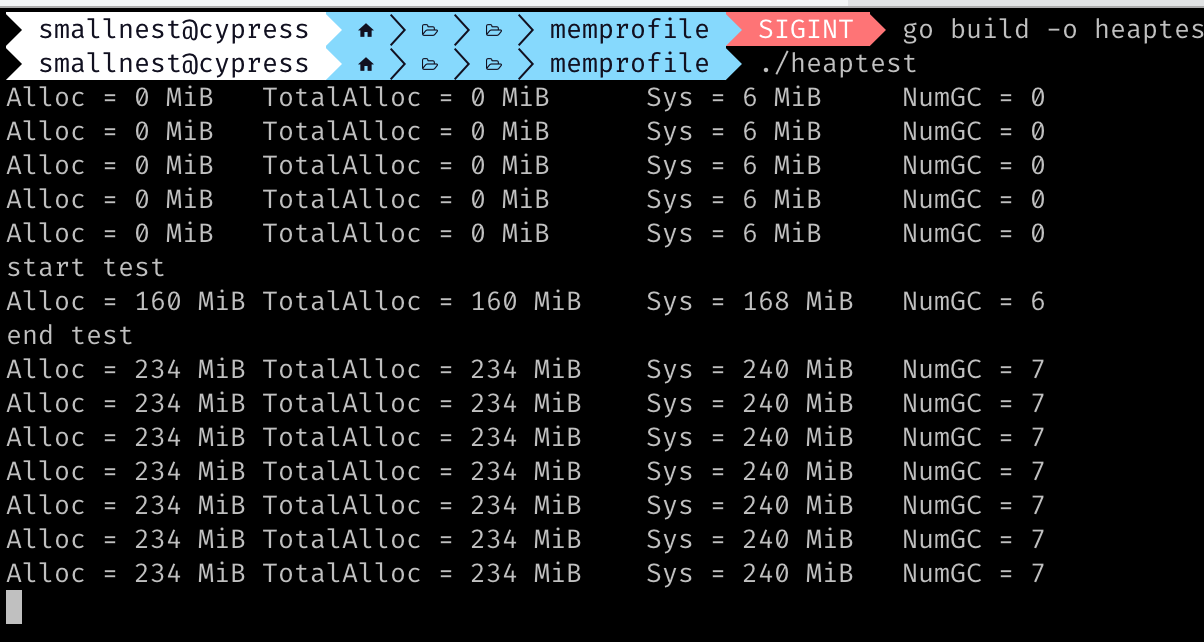 smallnest@cypress memprofile SIGINT go build -o heaptes
smallnest@cypress memprofile ./heaptest
Alloc = 0 MiB TotalAlloc = 0 MiB Sys = 6 MiB NumGC = 0
Alloc = 0 MiB TotalAlloc = 0 MiB Sys = 6 MiB NumGC = 0
Alloc = 0 MiB TotalAlloc = 0 MiB Sys = 6 MiB NumGC = 0
Alloc = 0 MiB TotalAlloc = 0 MiB Sys = 6 MiB NumGC = 0
Alloc = 0 MiB TotalAlloc = 0 MiB Sys = 6 MiB NumGC = 0
start test
Alloc = 160 MiB TotalAlloc = 160 MiB Sys = 168 MiB NumGC = 6
end test
Alloc = 234 MiB TotalAlloc = 234 MiB Sys = 240 MiB NumGC = 7
Alloc = 234 MiB TotalAlloc = 234 MiB Sys = 240 MiB NumGC = 7
Alloc = 234 MiB TotalAlloc = 234 MiB Sys = 240 MiB NumGC = 7
Alloc = 234 MiB TotalAlloc = 234 MiB Sys = 240 MiB NumGC = 7
Alloc = 234 MiB TotalAlloc = 234 MiB Sys = 240 MiB NumGC = 7
Alloc = 234 MiB TotalAlloc = 234 MiB Sys = 240 MiB NumGC = 7
Alloc = 234 MiB TotalAlloc = 234 MiB Sys = 240 MiB NumGC = 7